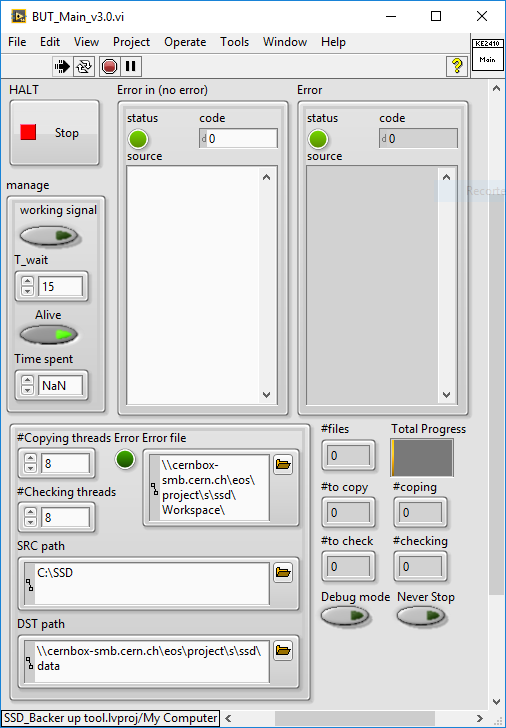 BUT_Main_v3.0.vi
File Edit View Project Operate Tools Window Help
KE2410
Main
HALT
Stop
Error in (no error)
status
code
d 0
source
Error
status
code
d 0
source
Recorte
manage
working signal
T_wait
15
Alive
Time spent
NaN
#Copying threads Error Error file
8
\\cernbox-
smb.cern.ch\eos\
project\s\ssd\
Workspace\
#Checking threads
8
SRC path
C:\SSD
DST path
\\cernbox-smb.cern.ch\eos\project\s\ssd\
data
#files
0
Total Progress
#to copy
0
#coping
0
#to check
0
#checking
0
Debug mode
Never Stop
SSD_Backer up tool.lvproj/My Computer